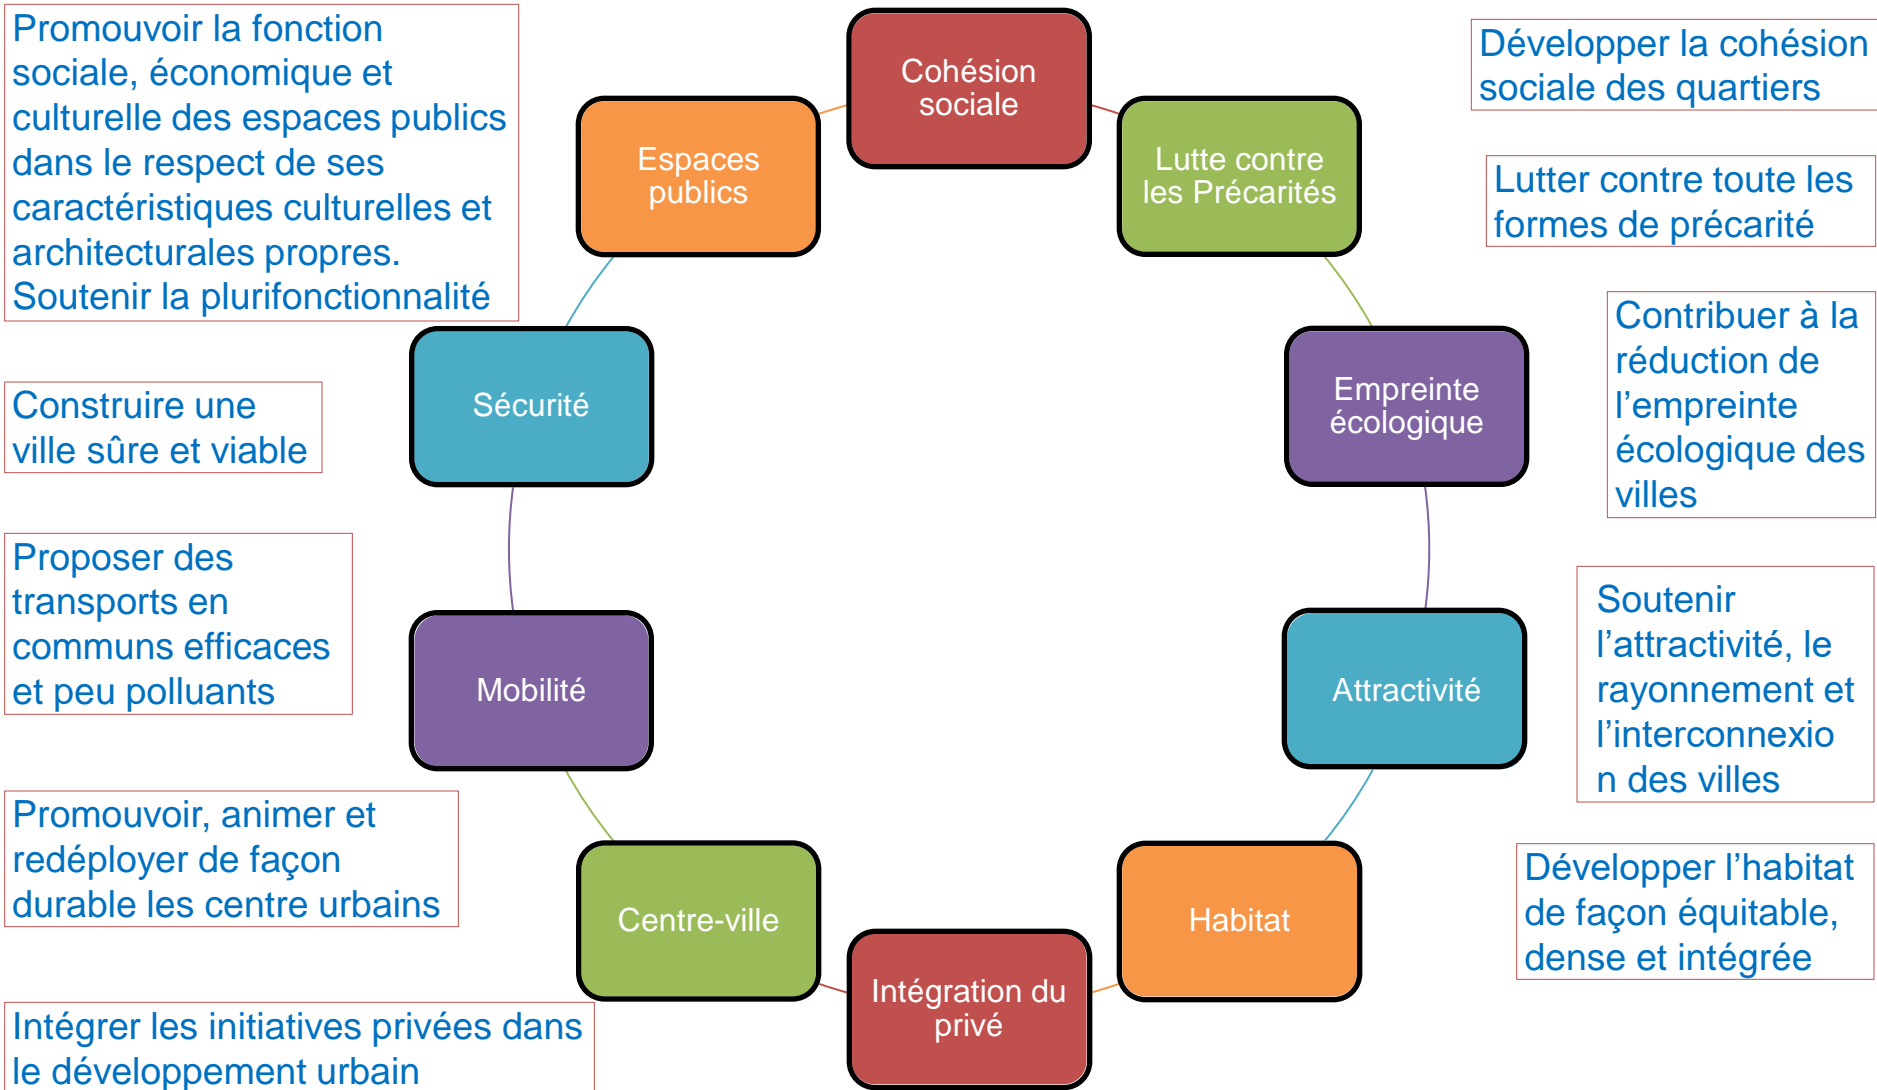 Promouvoir la fonction
sociale, économique et
culturelle des espaces publics
dans le respect de ses
caractéristiques culturelles et
architecturales propres.
Soutenir la plurifonctionnalité
Construire une
ville sûre et viable
Proposer des
transports en
communs efficaces
et peu polluants
Promouvoir, animer et
redéployer de façon
durable les centre urbains
Intégrer les initiatives privées dans
le développement urbain
Cohésion
sociale
Lutte contre
les Précarités
Empreinte
écologique
Attractivité
Habitat
Intégration du
privé
Centre-ville
Mobilité
Sécurité
Espaces
publics
Développer la cohésion
sociale des quartiers
Lutter contre toute les
formes de précarité
Contribuer à la
réduction de
l’empreinte
écologique des
villes
Soutenir
l’attractivité, le
rayonnement et
l’interconnexio
n des villes
Développer l’habitat
de façon équitable,
dense et intégrée